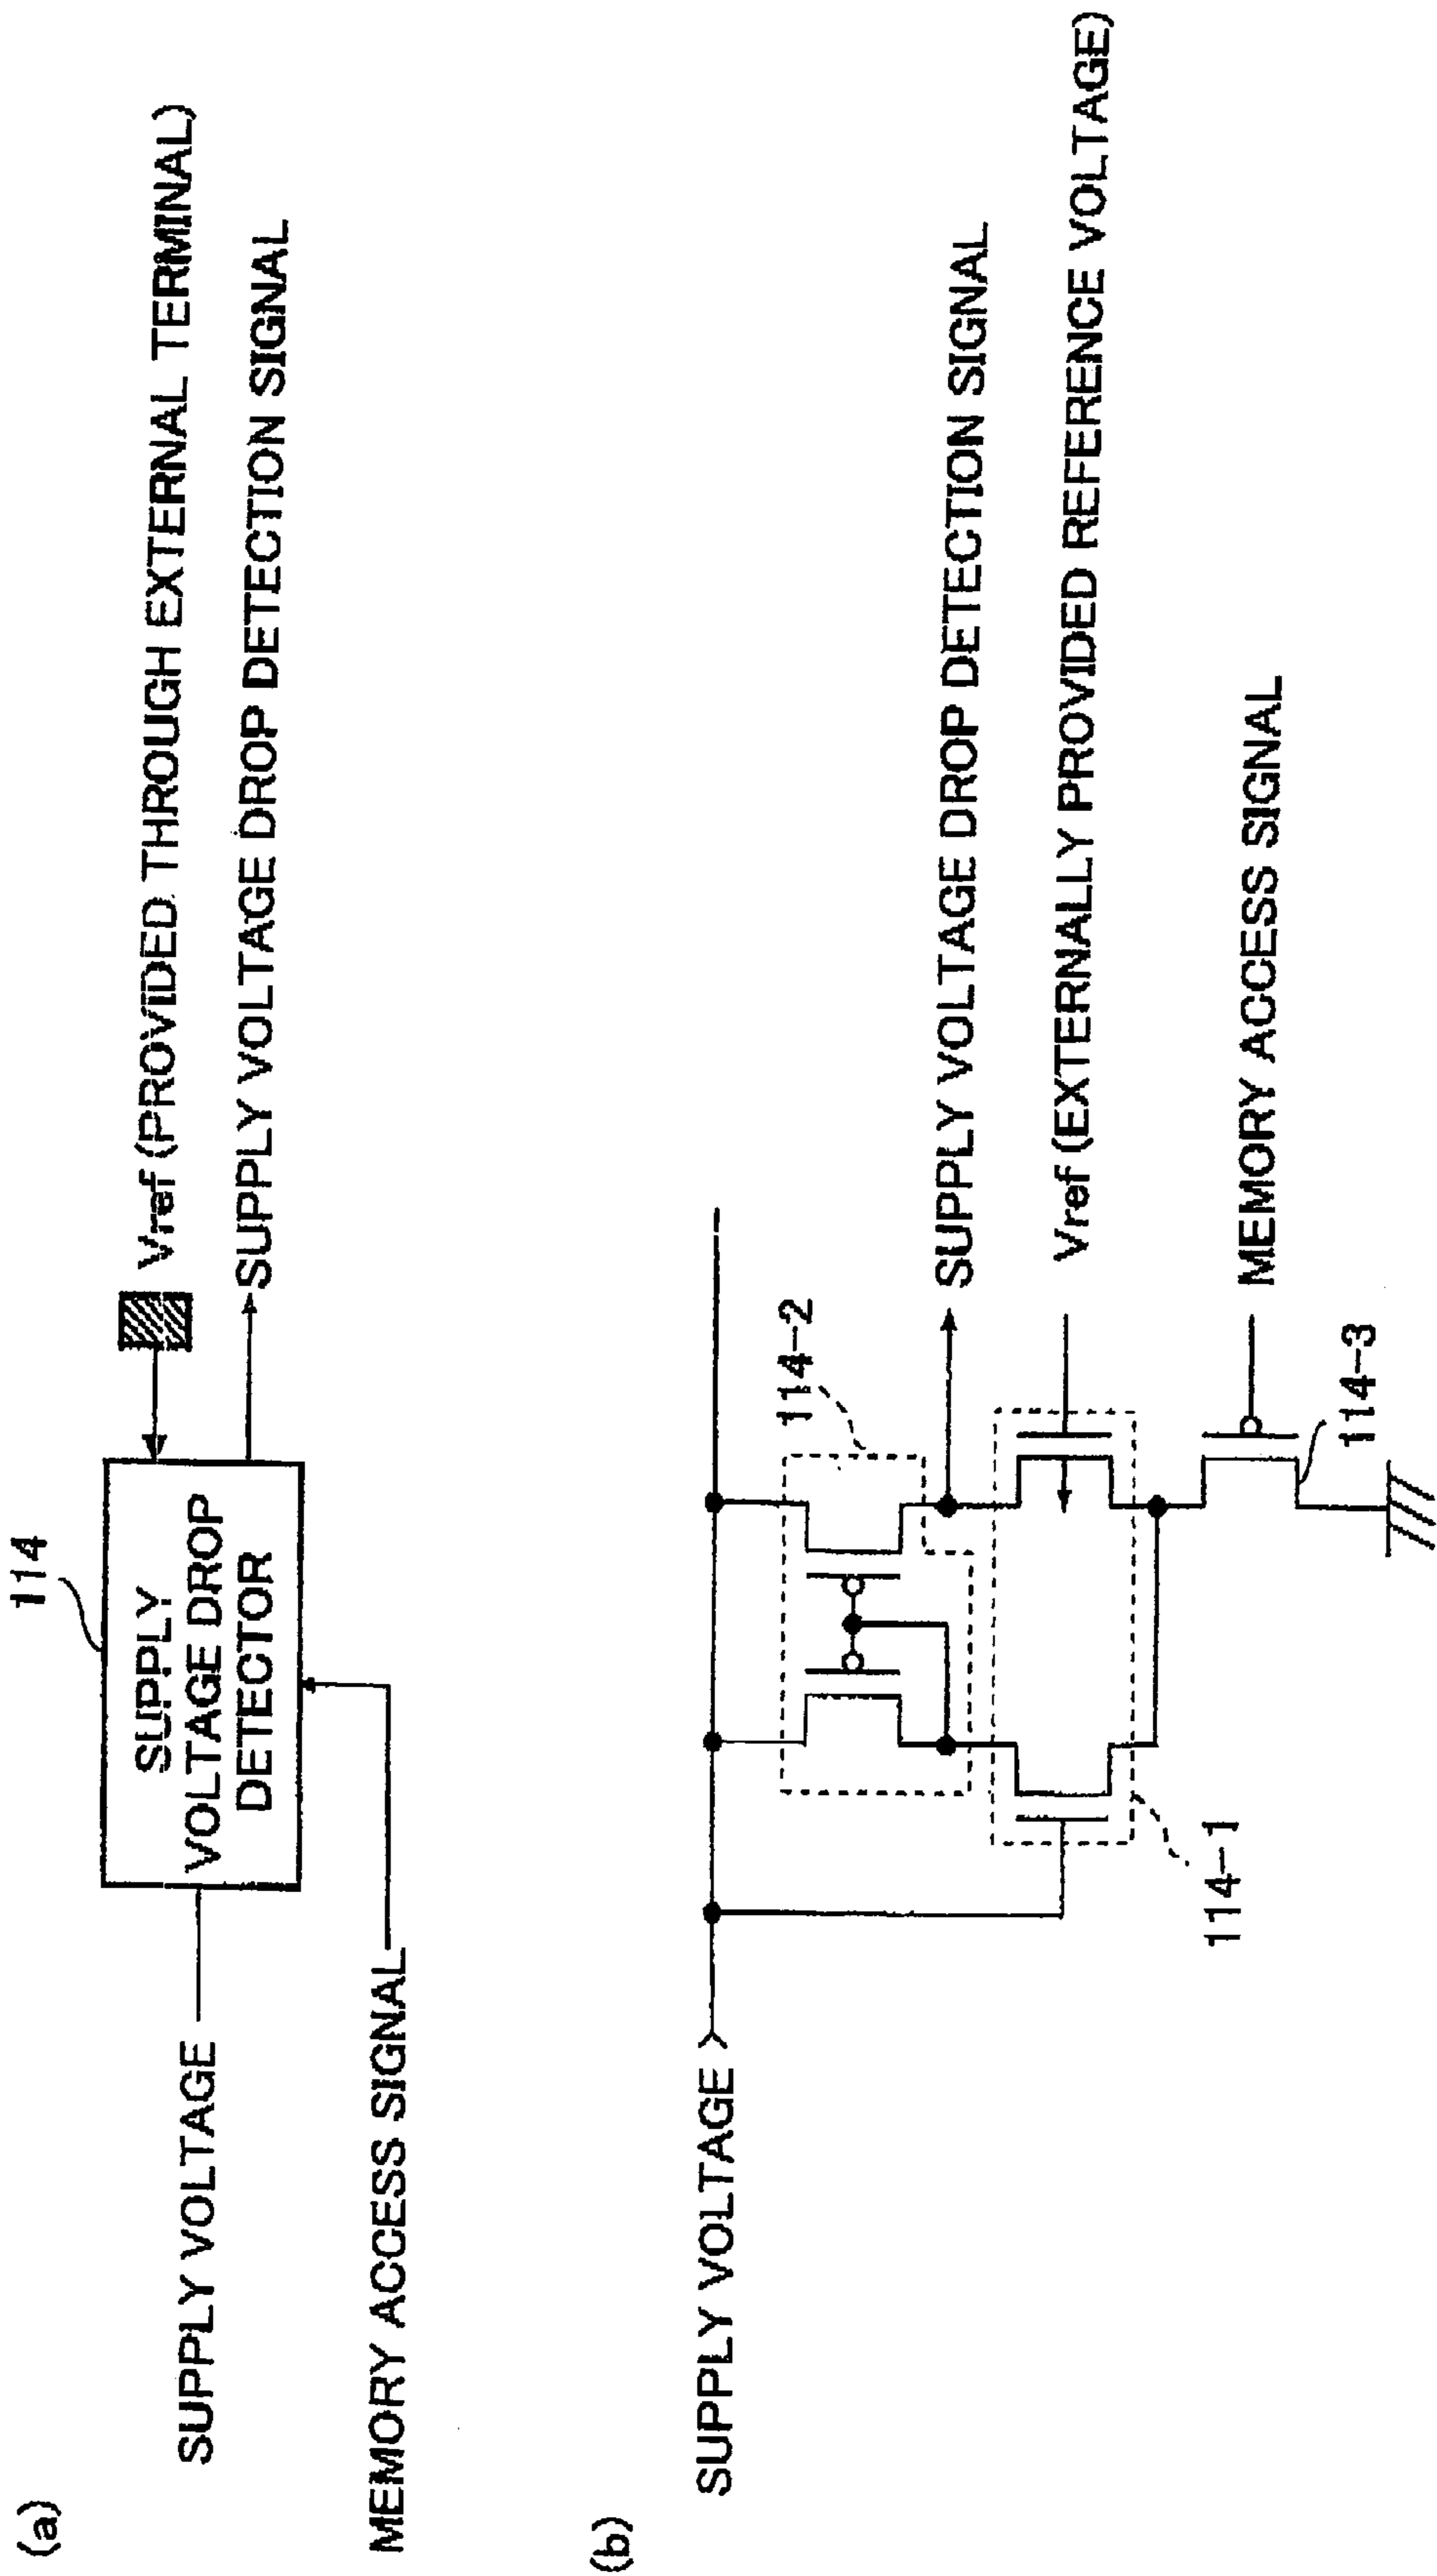 (a)
114
SUPPLY VOLTAGE
SUPPLY
VOLTAGE DROP
DETECTOR
Vref (PROVIDED THROUGH EXTERNAL TERMINAL)
SUPPLY VOLTAGE DROP DETECTION SIGNAL
MEMORY ACCESS SIGNAL
(b)
SUPPLY VOLTAGE
114-2
SUPPLY VOLTAGE DROP DETECTION SIGNAL
Vref (EXTERNALLY PROVIDED REFERENCE VOLTAGE)
114-1
MEMORY ACCESS SIGNAL
114-3